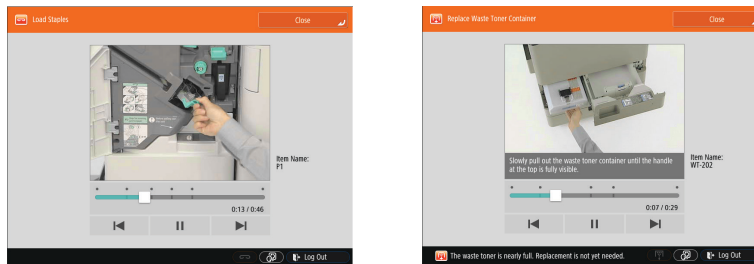 Load Staples
Close
Item Name:
P1
0:13 / 0:46
Log Out
Replace Waste Toner Container
Close
Slowly pull out the waste toner container until the handle
at the top is fully visible.
Item Name:
WT-202
0:07 / 0:29
The waste toner is nearly full. Replacement is not yet needed.
Log Out